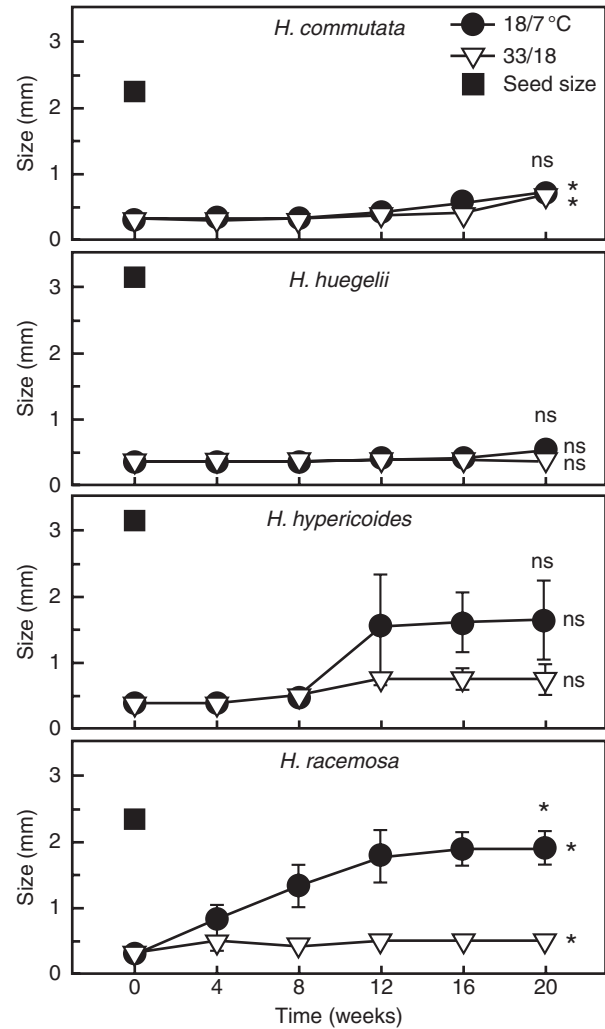 H. commutata
18/7 °C
33/18
Seed size
Size (mm)
3
2
1
0
ns
*
*
H. huegelii
Size (mm)
3
2
1
0
ns
ns
ns
H. hypericoides
Size (mm)
3
2
1
0
ns
ns
ns
H. racemosa
Size (mm)
3
2
1
0
*
*
*
0 4 8 12 16 20
Time (weeks)